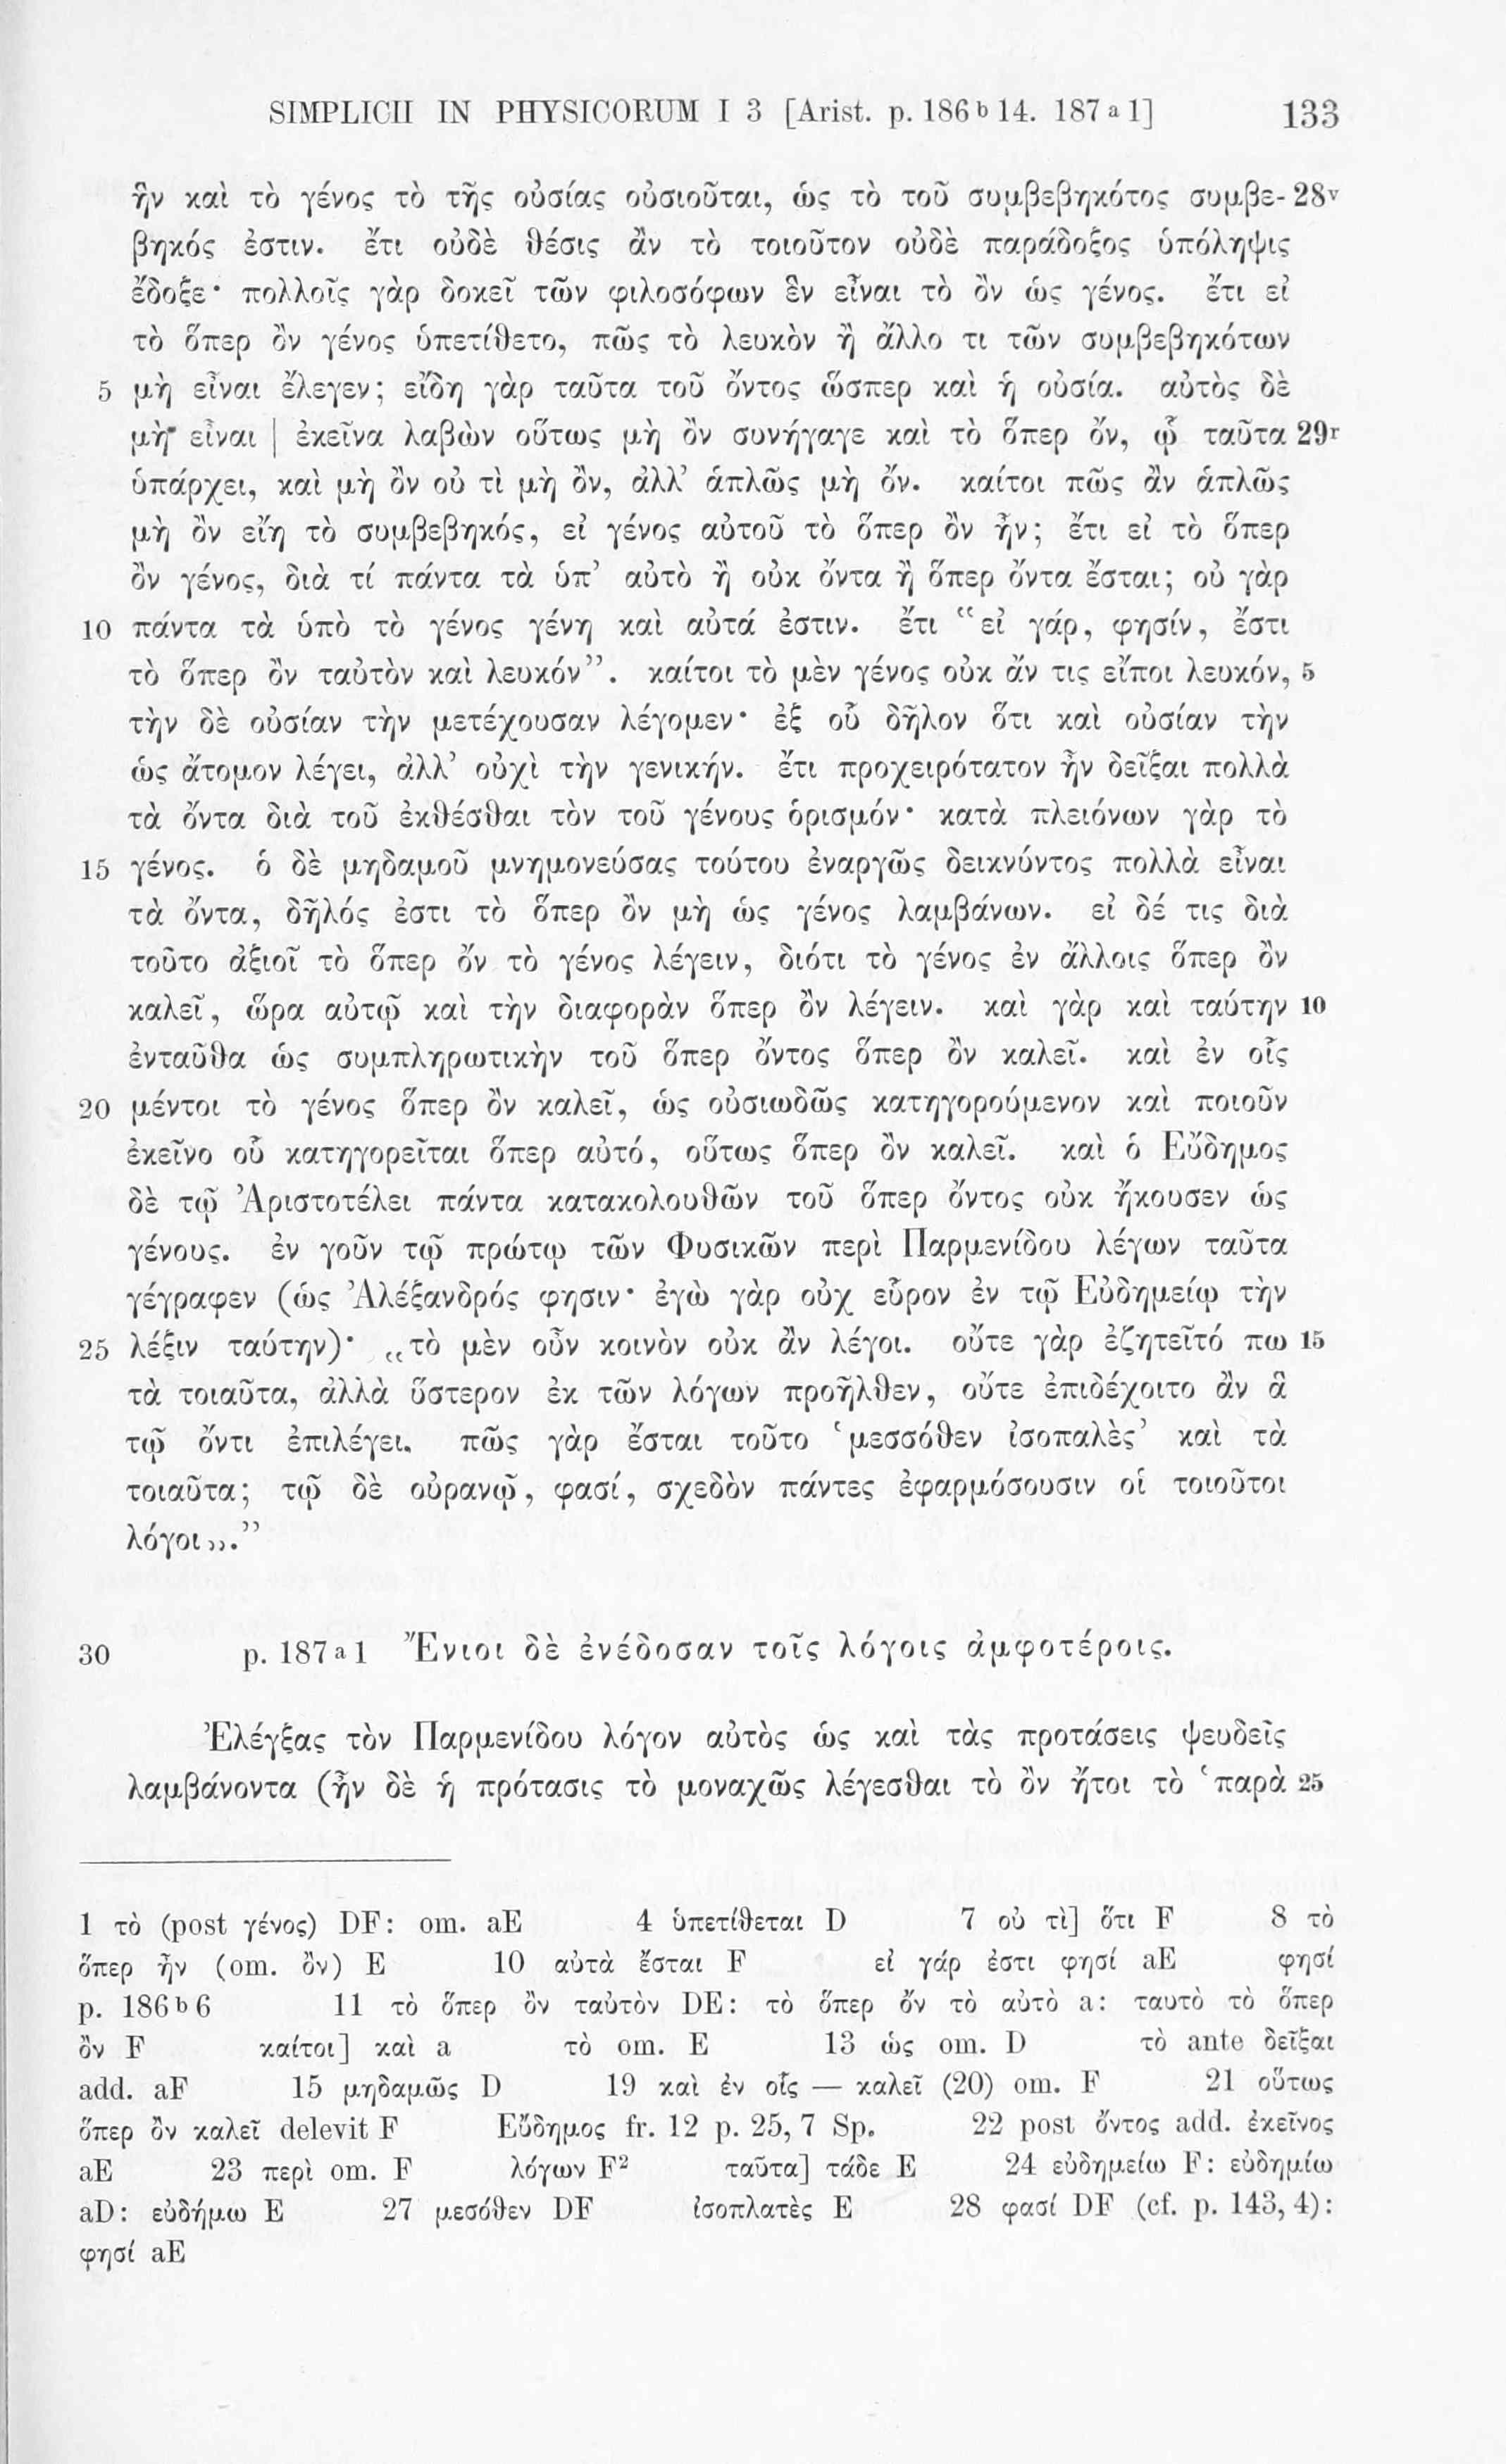 SIMPLICII IN PHYSICORUM I 3 [Arist. p. 186 b 14. 187 a 1] 133
ἣν καὶ τὸ γένος τὸ τῆς οὐσίας οὐσιοῦται, ὡς τὸ τοῦ συμβεβηκότος συμβε- 28v
βηκός ἐστιν. ἔτι οὐδὲ θέσις ἂν τὸ τοιοῦτον οὐδὲ παράδοξος ὑπόληψις
ἔδοξε· πολλοῖς γὰρ δοκεῖ τῶν φιλοσόφων ἓν εἶναι τὸ ὂν ὡς γένος. ἔτι εἰ
τὸ ὅπερ ὂν γένος ὑπετίθετο, πῶς τὸ λευκὸν ἢ ἄλλο τι τῶν συμβεβηκότων
5 μὴ εἶναι ἔλεγεν; εἴδη γὰρ ταῦτα τοῦ ὄντος ὥσπερ καὶ ἡ οὐσία. αὐτὸς δὲ
μὴ εἶναι | ἐκεῖνα λαβὼν οὕτως μὴ ὂν συνήγαγε καὶ τὸ ὅπερ ὄν, ᾧ ταῦτα 29r
ὑπάρχει, καὶ μὴ ὂν οὐ τὶ μὴ ὄν, ἀλλ’ ἁπλῶς μὴ ὄν. καίτοι πῶς ἂν ἁπλῶς
μὴ ὂν εἴη τὸ συμβεβηκός, εἰ γένος αὐτοῦ τὸ ὅπερ ὂν ἦν; ἔτι εἰ τὸ ὅπερ
ὂν γένος, διὰ τί πάντα τὰ ὑπ’ αὐτὸ ἢ οὐκ ὄντα ἢ ὅπερ ὄντα ἔσται; οὐ γὰρ
10 πάντα τὰ ὑπὸ τὸ γένος γένη καὶ αὐτά ἐστιν. ἔτι “εἰ γάρ, φησίν, ἔστι
τὸ ὅπερ ὂν ταὐτὸν καὶ λευκόν”. καίτοι τὸ μὲν γένος οὐκ ἄν τις εἴποι λευκόν, 5
τὴν δὲ οὐσίαν τὴν μετέχουσαν λέγομεν· ἐξ οὗ δῆλον ὅτι καὶ οὐσίαν τὴν
ὡς ἄτομον λέγει, ἀλλ’ οὐχὶ τὴν γενικήν. ἔτι προχειρότατον ἦν δεῖξαι πολλὰ
τὰ ὄντα διὰ τοῦ ἐκθέσθαι τὸν τοῦ γένους ὁρισμόν· κατὰ πλειόνων γὰρ τὸ
15 γένος. ὁ δὲ μηδαμοῦ μνημονεύσας τούτου ἐναργῶς δεικνύντος πολλὰ εἶναι
τὰ ὄντα, δῆλός ἐστι τὸ ὅπερ ὂν μὴ ὡς γένος λαμβάνων. εἰ δέ τις διὰ
τοῦτο ἀξιοῖ τὸ ὅπερ ὄν τὸ γένος λέγειν, διότι τὸ γένος ἐν ἄλλοις ὅπερ ὂν
καλεῖ, ὥρα αὐτῷ καὶ τὴν διαφορὰν ὅπερ ὂν λέγειν. καὶ γὰρ καὶ ταύτην 10
ἐνταῦθα ὡς συμπληρωτικὴν τοῦ ὅπερ ὄντος ὅπερ ὂν καλεῖ. καὶ ἐν οἷς
20 μέντοι τὸ γένος ὅπερ ὂν καλεῖ, ὡς οὐσιωδῶς κατηγορούμενον καὶ ποιοῦν
ἐκεῖνο οὗ κατηγορεῖται ὅπερ αὐτό, οὕτως ὅπερ ὂν καλεῖ. καὶ ὁ Εὔδημος
δὲ τῷ Ἀριστοτέλει πάντα κατακολουθῶν τοῦ ὅπερ ὄντος οὐκ ἤκουσεν ὡς
γένους. ἐν γοῦν τῷ πρώτῳ τῶν Φυσικῶν περὶ Παρμενίδου λέγων ταῦτα
γέγραφεν (ὡς Ἀλέξανδρός φησιν· ἐγὼ γὰρ οὐχ εὗρον ἐν τῷ Εὐδημείῳ τὴν
25 λέξιν ταύτην)· „τὸ μὲν οὖν κοινὸν οὐκ ἂν λέγοι. οὔτε γὰρ ἐζητεῖτό πω 15
τὰ τοιαῦτα, ἀλλὰ ὕστερον ἐκ τῶν λόγων προῆλθεν, οὔτε ἐπιδέχοιτο ἂν ἃ
τῷ ὄντι ἐπιλέγει. πῶς γὰρ ἔσται τοῦτο ‘μεσσόθεν ἰσοπαλὲς’ καὶ τὰ
τοιαῦτα; τῷ δὲ οὐρανῷ, φασί, σχεδὸν πάντες ἐφαρμόσουσιν οἱ τοιοῦτοι
λόγοι„.”
30 p. 187 a 1 Ἔνιοι δὲ ἐνέδοσαν τοῖς λόγοις ἀμφοτέροις.
Ἐλέγξας τὸν Παρμενίδου λόγον αὐτὸς ὡς καὶ τὰς προτάσεις ψευδεῖς
λαμβάνοντα (ἦν δὲ ἡ πρότασις τὸ μοναχῶς λέγεσθαι τὸ ὂν ἤτοι τὸ ‘παρὰ 25
1 τὸ (post γένος) DF: om. aE 4 ὑπετίθεται D 7 οὐ τὶ] ὅτι F 8 τὸ
ὅπερ ἦν (om. ὂν) E 10 αὐτὰ ἔσται F εἰ γάρ ἐστι φησί aE φησί
p. 186 b 6 11 τὸ ὅπερ ὂν ταὐτὸν DE: τὸ ὅπερ ὄν τὸ αὐτὸ a: ταυτὸ τὸ ὅπερ
ὂν F καίτοι] καὶ a τὸ om. E 13 ὡς om. D τὸ ante δεῖξαι
add. aF 15 μηδαμῶς D 19 καὶ ἐν οἷς — καλεῖ (20) om. F 21 οὕτως
ὅπερ ὂν καλεῖ delevit F Εὔδημος fr. 12 p. 25, 7 Sp. 22 post ὄντος add. ἐκεῖνος
aE 23 περὶ om. F λόγων F² ταῦτα] τάδε E 24 εὐδημείω F: εὐδημίω
aD: εὐδήμω E 27 μεσόθεν DF ἰσοπλατὲς E 28 φασί DF (cf. p. 143, 4):
φησί aE